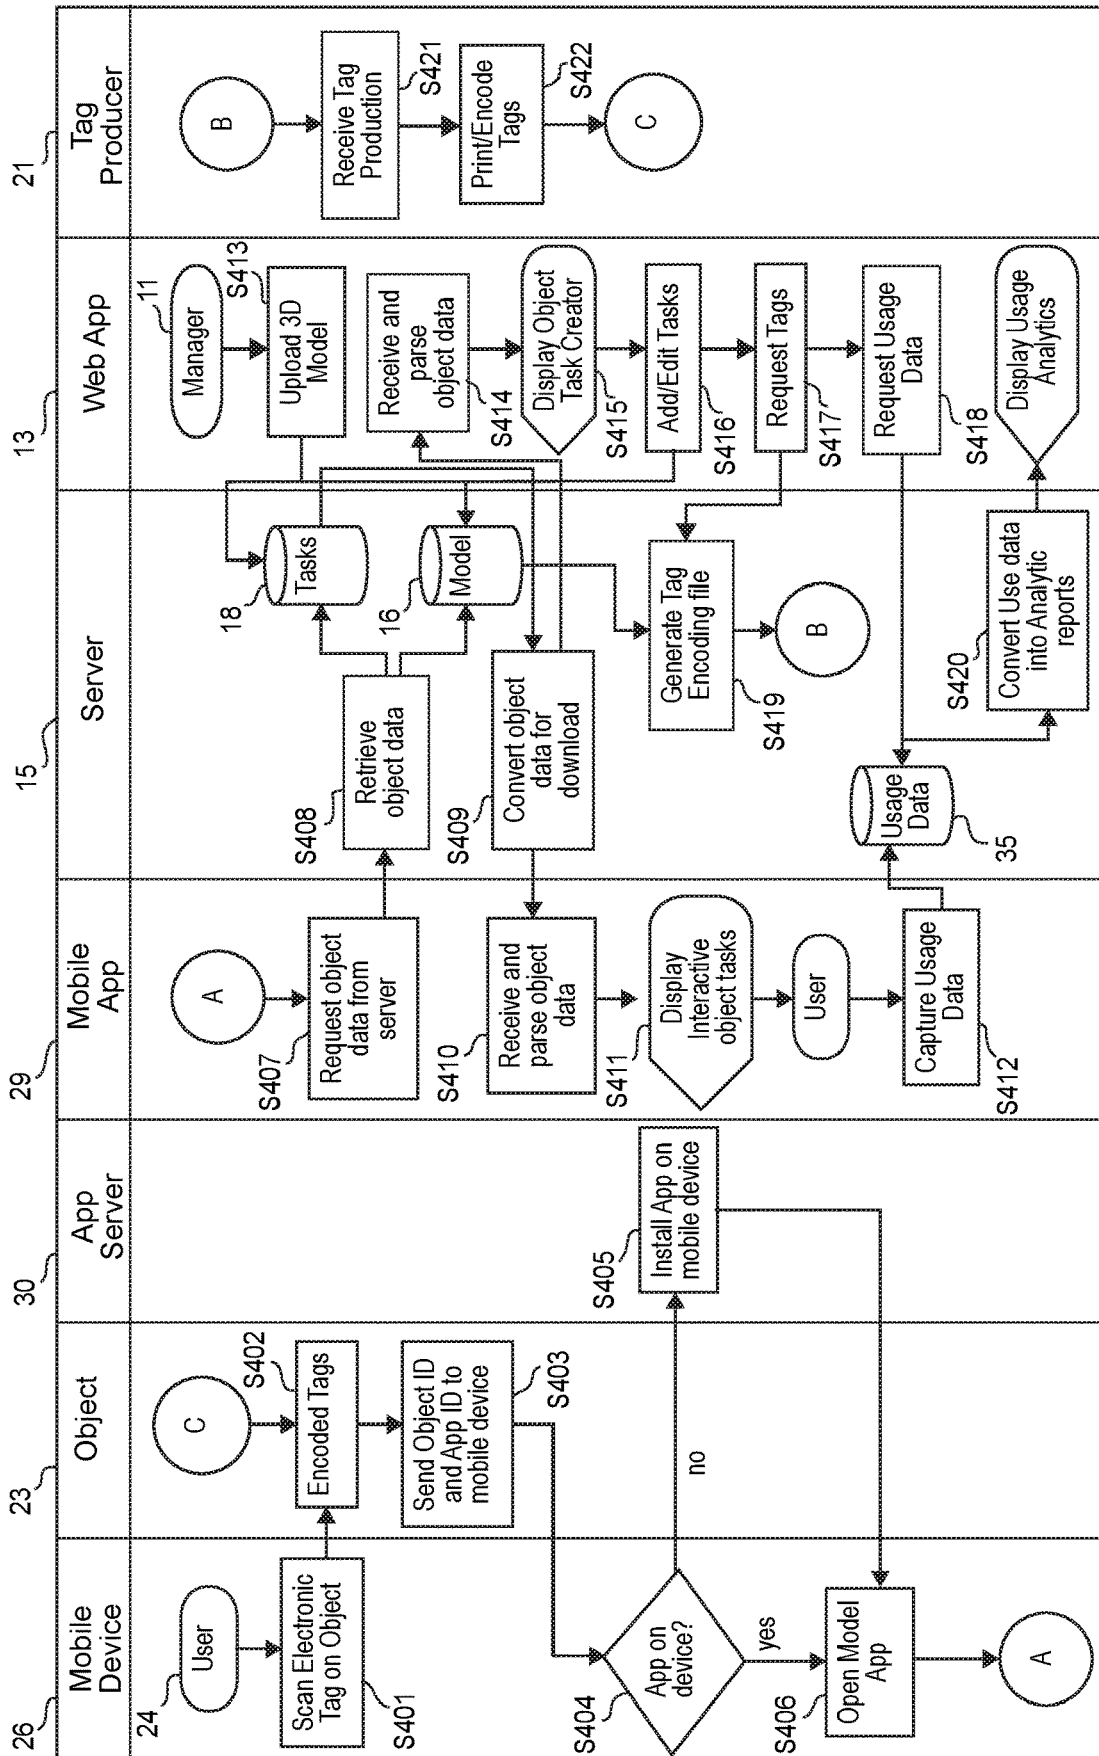 26
Mobile
Device
24
User
Scan Electronic
Tag on Object
S401
S404
App on
device?
yes
no
S406
Open Model
App
A
23
Object
C
S402
Encoded Tags
Send Object ID
and App ID to
mobile device
S403
30
App
Server
S405
Install App on
mobile device
29
Mobile
App
A
S407
Request object
data from
server
S410
Receive and
parse object
data
S411
Display
Interactive
object tasks
User
Capture Usage
Data
S412
15
Server
S408
Retrieve
object data
18
Tasks
16
Model
S409
Convert object
data for
download
Generate Tag
Encoding file
S419
B
Usage
Data
35
S420
Convert Use data
into Analytic
reports
13
Web App
11
Manager
S413
Upload 3D
Model
Receive and
parse
object data
S414
Display Object
Task Creator
S415
Add/Edit Tasks
S416
Request Tags
S417
Request Usage
Data
S418
Display Usage
Analytics
21
Tag
Producer
B
Receive Tag
Production
S421
Print/Encode
Tags
S422
C